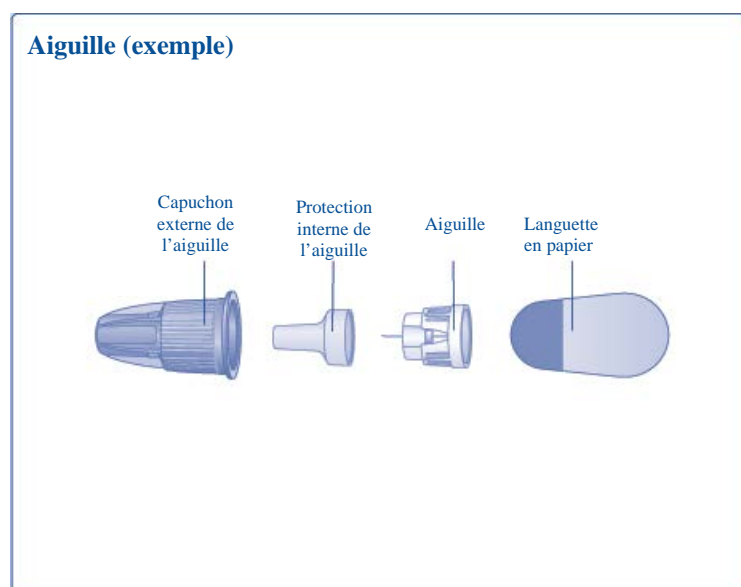 Aiguille (exemple)
Capuchon
externe de
l’aiguille
Protection
interne de
l’aiguille
Aiguille
Languette
en papier